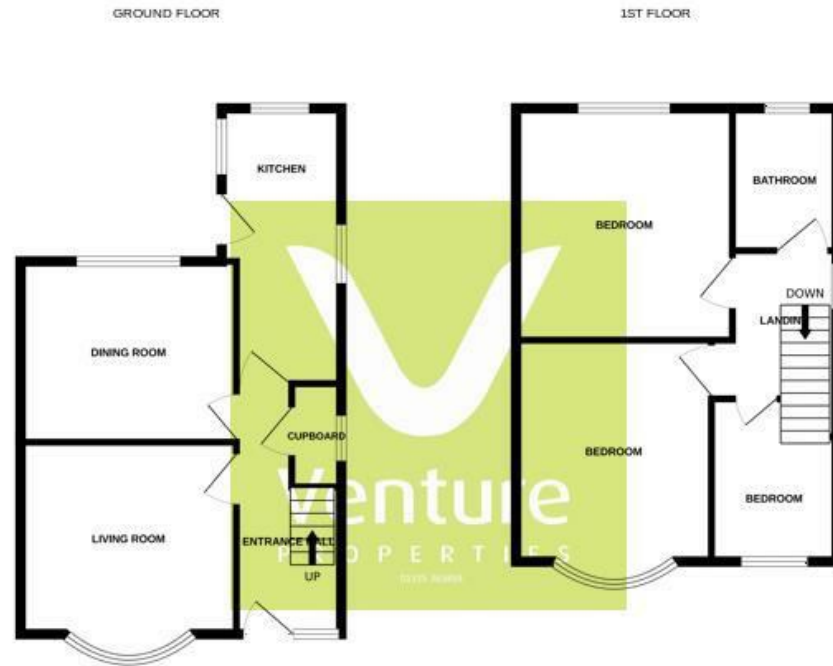 GROUND FLOOR
1ST FLOOR
KITCHEN
BATHROOM
BEDROOM
DOWN
LANDIN
DINING ROOM
CUPBOARD
BEDROOM
Venture
BEDROOM
LIVING ROOM
ENTRANCE HALL
PROPERTIES
UP